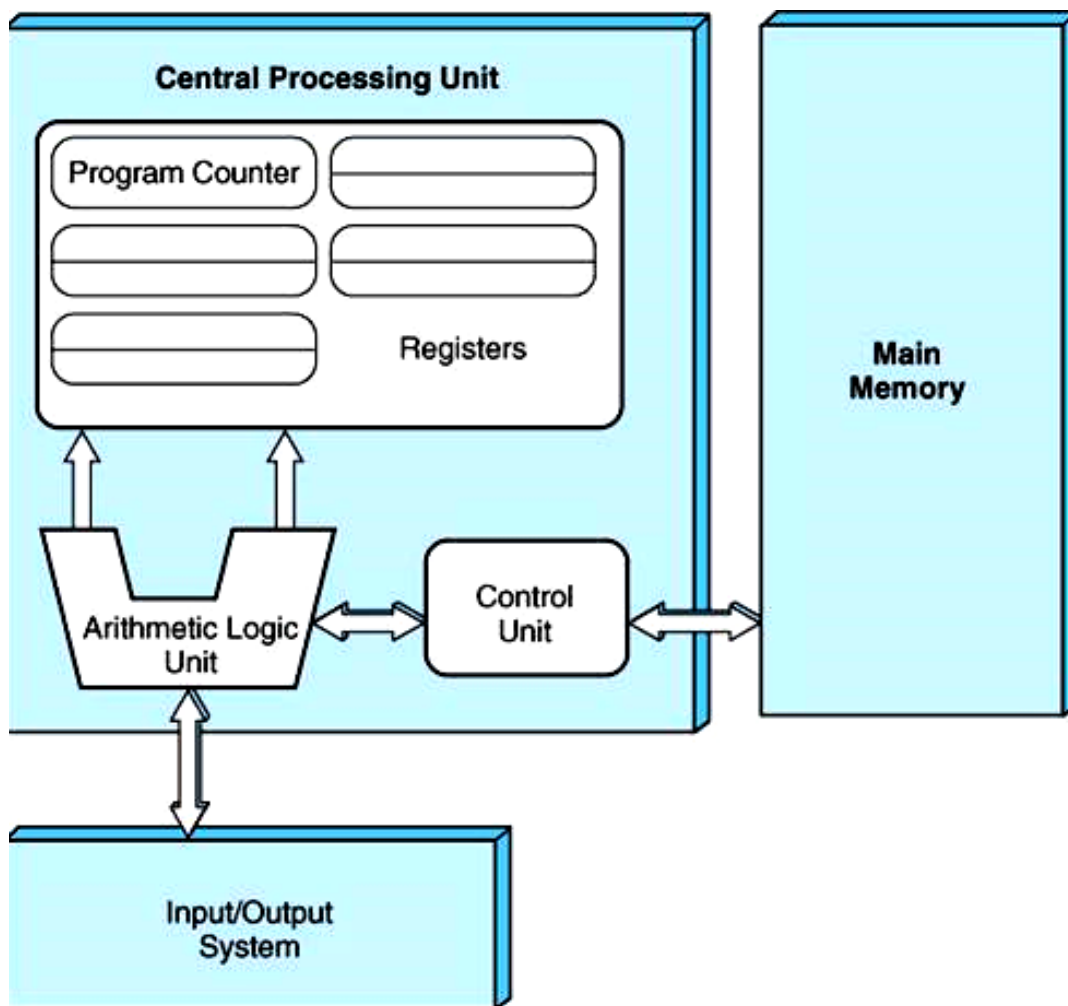 Central Processing Unit
Program Counter
Registers
Main
Memory
Arithmetic Logic
Unit
Control
Unit
Input/Output
System